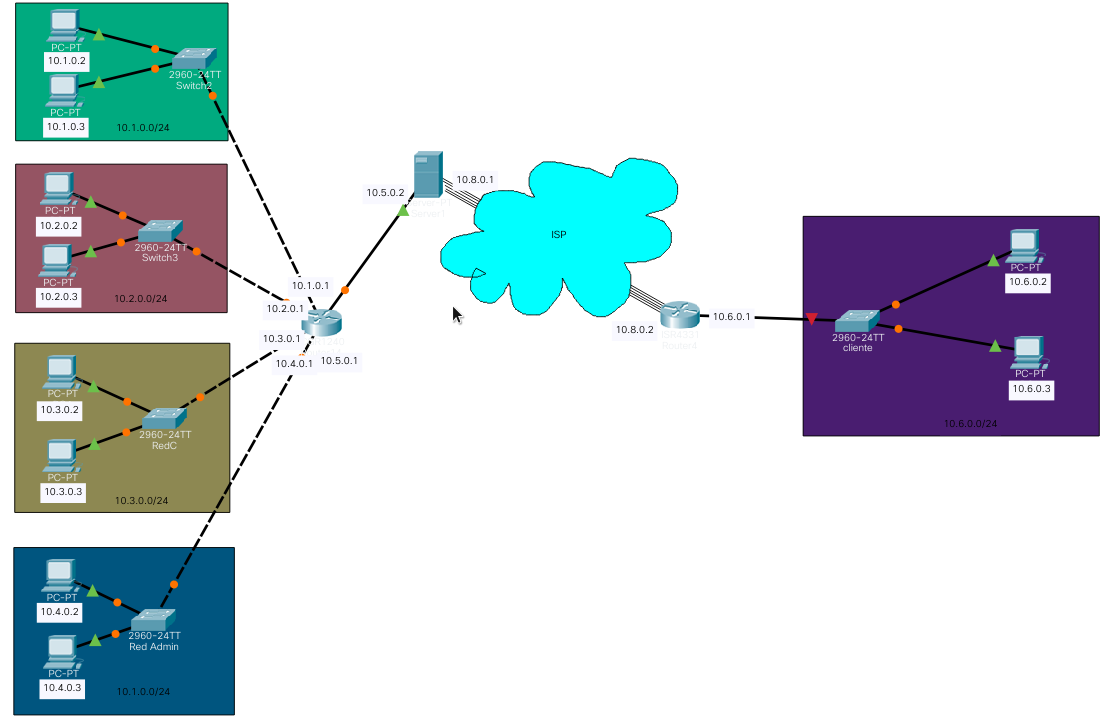 PC-PT
10.1.0.2
2960-24TT
Switch2
PC-PT
10.1.0.3
10.1.0.0/24
PC-PT
10.2.0.2
2960-24TT
Switch3
PC-PT
10.2.0.3
10.2.0.0/24
PC-PT
10.3.0.2
2960-24TT
RedC
PC-PT
10.3.0.3
10.3.0.0/24
PC-PT
10.4.0.2
2960-24TT
Red Admin
PC-PT
10.4.0.3
10.1.0.0/24
10.1.0.1
10.2.0.1
10.3.0.1
10.4.0.1
10.5.0.1
10.5.0.2
10.8.0.1
Server1
ISP
10.8.0.2
Router4
10.6.0.1
2960-24TT
cliente
PC-PT
10.6.0.2
PC-PT
10.6.0.3
10.6.0.0/24